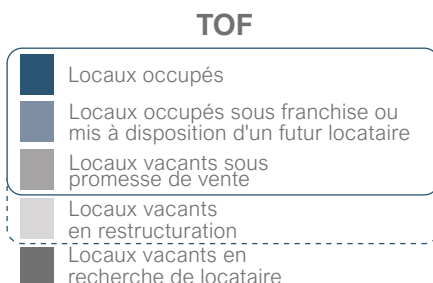 TOF
Locaux occupés
Locaux occupés sous franchise ou
mis à disposition d'un futur locataire
Locaux vacants sous
promesse de vente
Locaux vacants
en restructuration
Locaux vacants en
recherche de locataire